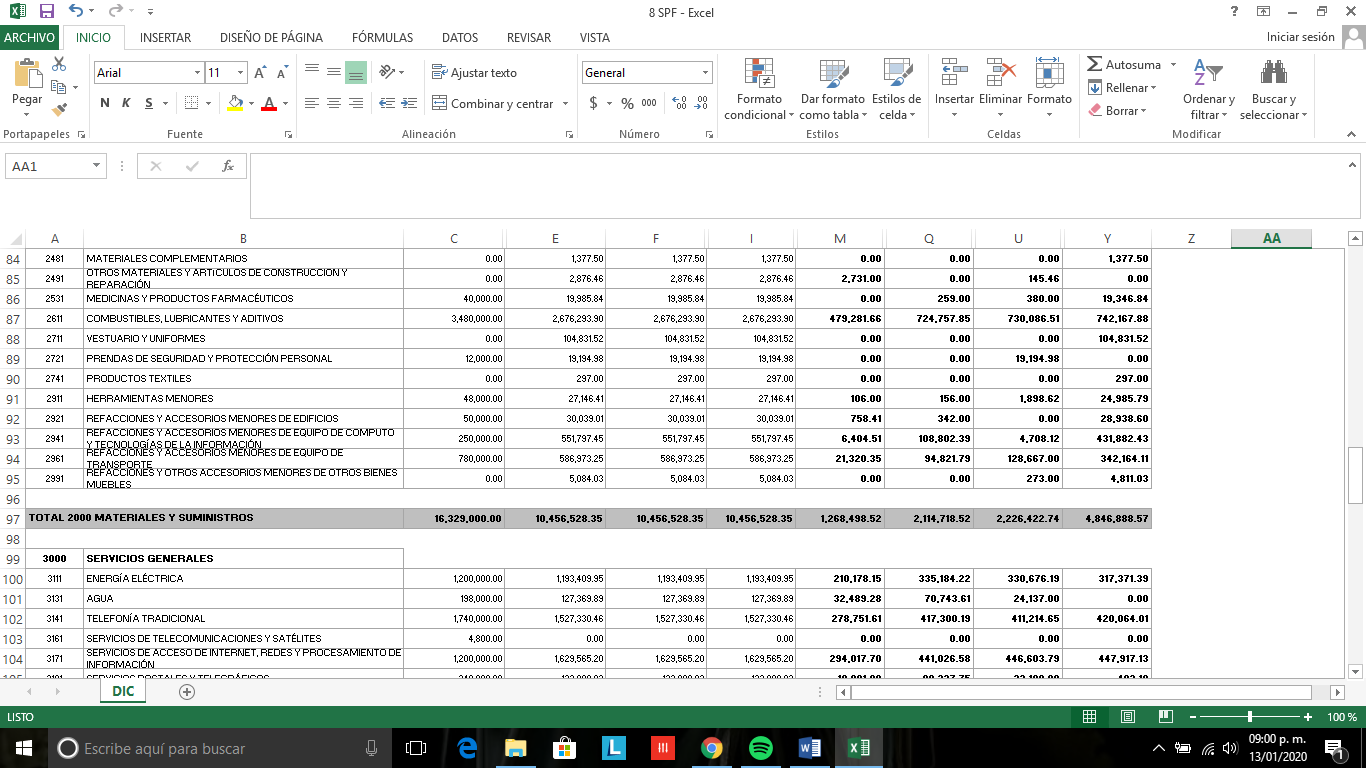 8 SPF - Excel
ARCHIVO INICIO INSERTAR DISEÑO DE PÁGINA FÓRMULAS DATOS REVISAR VISTA Iniciar sesión
Pegar
Arial 11
N K S
Ajustar texto
Combinar y centrar
General
$ % 000
Formato condicional
Dar formato como tabla
Estilos de celda
Insertar Eliminar Formato
Autosuma
Rellenar
Borrar
Ordenar y filtrar
Buscar y seleccionar
Portapapeles Fuente Alineación Número Estilos Celdas Modificar
AA1 fx
A B C E F I M Q U Y Z AA
84 2481 MATERIALES COMPLEMENTARIOS 0.00 1,377.50 1,377.50 1,377.50 0.00 0.00 0.00 1,377.50
85 2491 OTROS MATERIALES Y ARTICULOS DE CONSTRUCCION Y REPARACIÓN 0.00 2,876.46 2,876.46 2,876.46 2,731.00 0.00 145.46 0.00
86 2531 MEDICINAS Y PRODUCTOS FARMACÉUTICOS 40,000.00 19,985.84 19,985.84 19,985.84 0.00 259.00 380.00 19,346.84
87 2611 COMBUSTIBLES, LUBRICANTES Y ADITIVOS 3,480,000.00 2,676,293.90 2,676,293.90 2,676,293.90 479,281.66 724,757.85 730,086.51 742,167.88
88 2711 VESTUARIO Y UNIFORMES 0.00 104,831.52 104,831.52 104,831.52 0.00 0.00 0.00 104,831.52
89 2721 PRENDAS DE SEGURIDAD Y PROTECCIÓN PERSONAL 12,000.00 19,194.98 19,194.98 19,194.98 0.00 0.00 19,194.98 0.00
90 2741 PRODUCTOS TEXTILES 0.00 297.00 297.00 297.00 0.00 0.00 0.00 297.00
91 2911 HERRAMIENTAS MENORES 48,000.00 27,146.41 27,146.41 27,146.41 106.00 156.00 1,898.62 24,985.79
92 2921 REFACCIONES Y ACCESORIOS MENORES DE EDIFICIOS 50,000.00 30,039.01 30,039.01 30,039.01 758.41 342.00 0.00 28,938.60
93 2941 REFACCIONES Y ACCESORIOS MENORES DE EQUIPO DE COMPUTO Y TECNOLOGÍAS DE LA INFORMACIÓN 250,000.00 551,797.45 551,797.45 551,797.45 6,404.51 108,802.39 4,708.12 431,882.43
94 2961 REFACCIONES Y ACCESORIOS MENORES DE EQUIPO DE TRANSPORTE 780,000.00 586,973.25 586,973.25 586,973.25 21,320.35 94,821.79 128,667.00 342,164.11
95 2991 REFACCIONES Y OTROS ACCESORIOS MENORES DE OTROS BIENES MUEBLES 0.00 5,084.03 5,084.03 5,084.03 0.00 0.00 273.00 4,811.03
96
97 TOTAL 2000 MATERIALES Y SUMINISTROS 16,329,000.00 10,456,528.35 10,456,528.35 10,456,528.35 1,268,498.52 2,114,718.52 2,226,422.74 4,846,888.57
98
99 3000 SERVICIOS GENERALES
100 3111 ENERGÍA ELÉCTRICA 1,200,000.00 1,193,409.95 1,193,409.95 1,193,409.95 210,178.15 335,184.22 330,676.19 317,371.39
101 3131 AGUA 198,000.00 127,369.89 127,369.89 127,369.89 32,489.28 70,743.61 24,137.00 0.00
102 3141 TELEFONÍA TRADICIONAL 1,740,000.00 1,527,330.46 1,527,330.46 1,527,330.46 278,751.61 417,300.19 411,214.65 420,064.01
103 3161 SERVICIOS DE TELECOMUNICACIONES Y SATÉLITES 4,800.00 0.00 0.00 0.00 0.00 0.00 0.00 0.00
104 3171 SERVICIOS DE ACCESO DE INTERNET, REDES Y PROCESAMIENTO DE INFORMACIÓN 1,200,000.00 1,629,565.20 1,629,565.20 1,629,565.20 294,017.70 441,026.58 446,603.79 447,917.13
DIC
LISTO 100 %
Escribe aquí para buscar
09:00 p. m.
13/01/2020